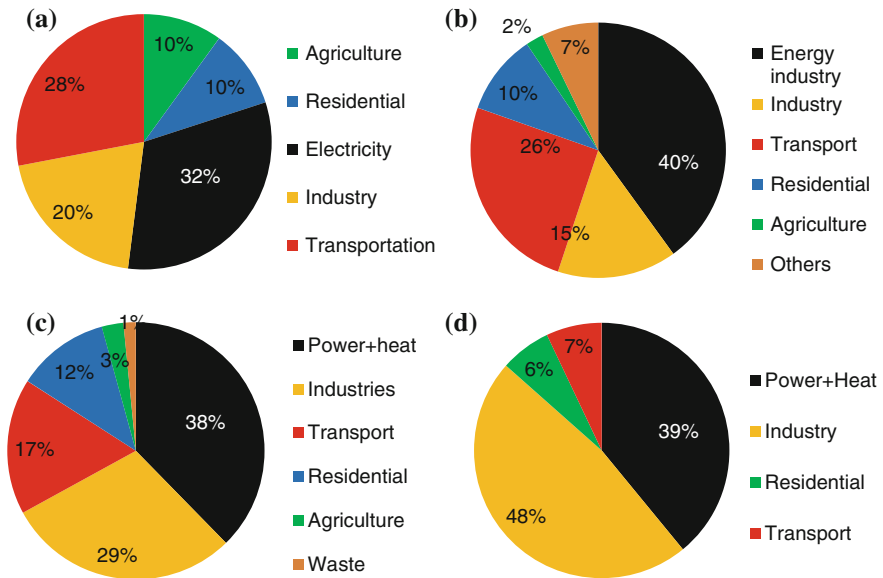 (a)
10%
10%
32%
20%
28%
Agriculture
Residential
Electricity
Industry
Transportation
(b)
2%
7%
10%
26%
15%
40%
Energy
industry
Industry
Transport
Residential
Agriculture
Others
(c)
1%
3%
12%
17%
29%
38%
Power+heat
Industries
Transport
Residential
Agriculture
Waste
(d)
7%
6%
48%
39%
Power+Heat
Industry
Residential
Transport